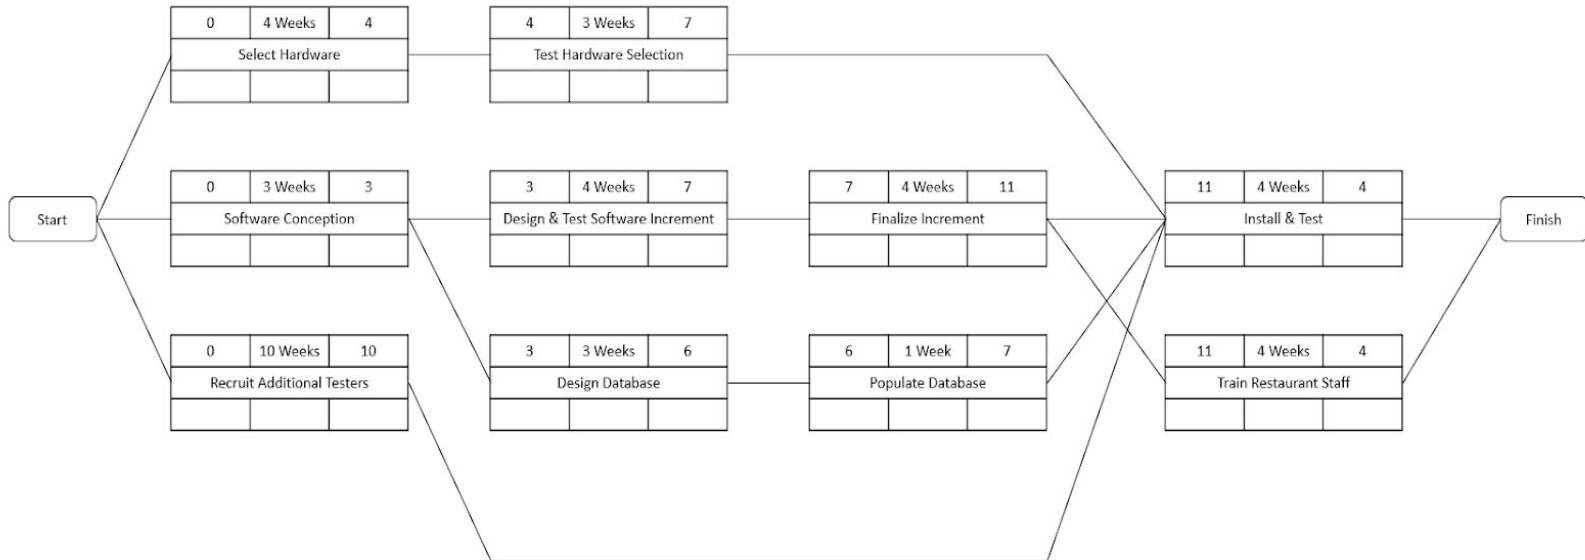 0 4 Weeks 4
Select Hardware
4 3 Weeks 7
Test Hardware Selection
Start
0 3 Weeks 3
Software Conception
3 4 Weeks 7
Design & Test Software Increment
7 4 Weeks 11
Finalize Increment
11 4 Weeks 4
Install & Test
Finish
0 10 Weeks 10
Recruit Additional Testers
3 3 Weeks 6
Design Database
6 1 Week 7
Populate Database
11 4 Weeks 4
Train Restaurant Staff